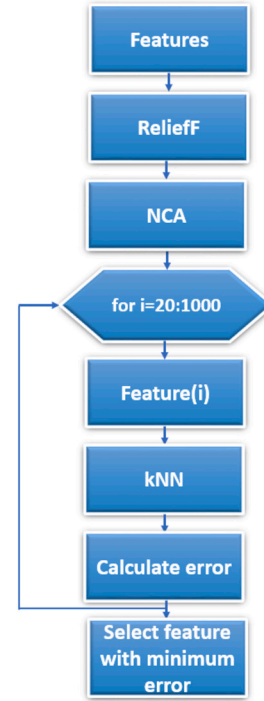 Features
ReliefF
NCA
for i=20:1000
Feature(i)
kNN
Calculate error
Select feature
with minimum
error